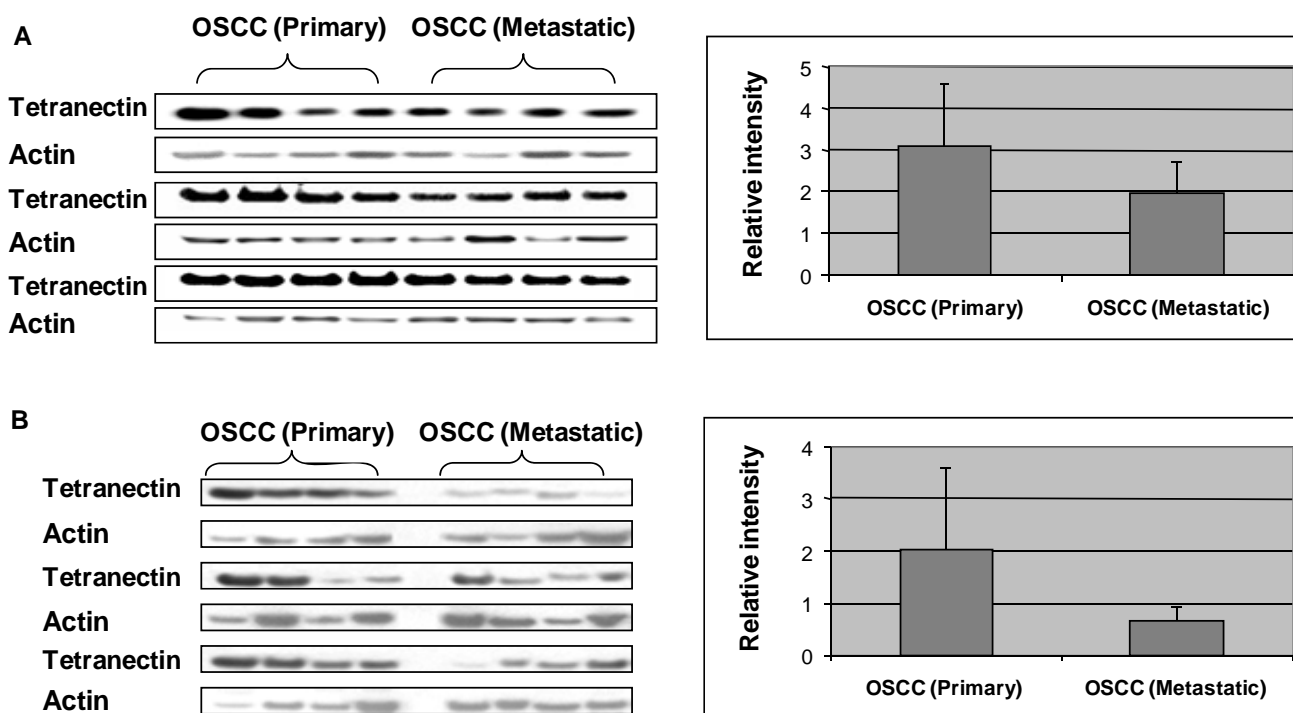 A
OSCC (Primary) OSCC (Metastatic)
Tetranectin
Actin
Tetranectin
Actin
Tetranectin
Actin
Relative intensity
5
4
3
2
1
0
OSCC (Primary) OSCC (Metastatic)
B
OSCC (Primary) OSCC (Metastatic)
Tetranectin
Actin
Tetranectin
Actin
Tetranectin
Actin
Relative intensity
4
3
2
1
0
OSCC (Primary) OSCC (Metastatic)